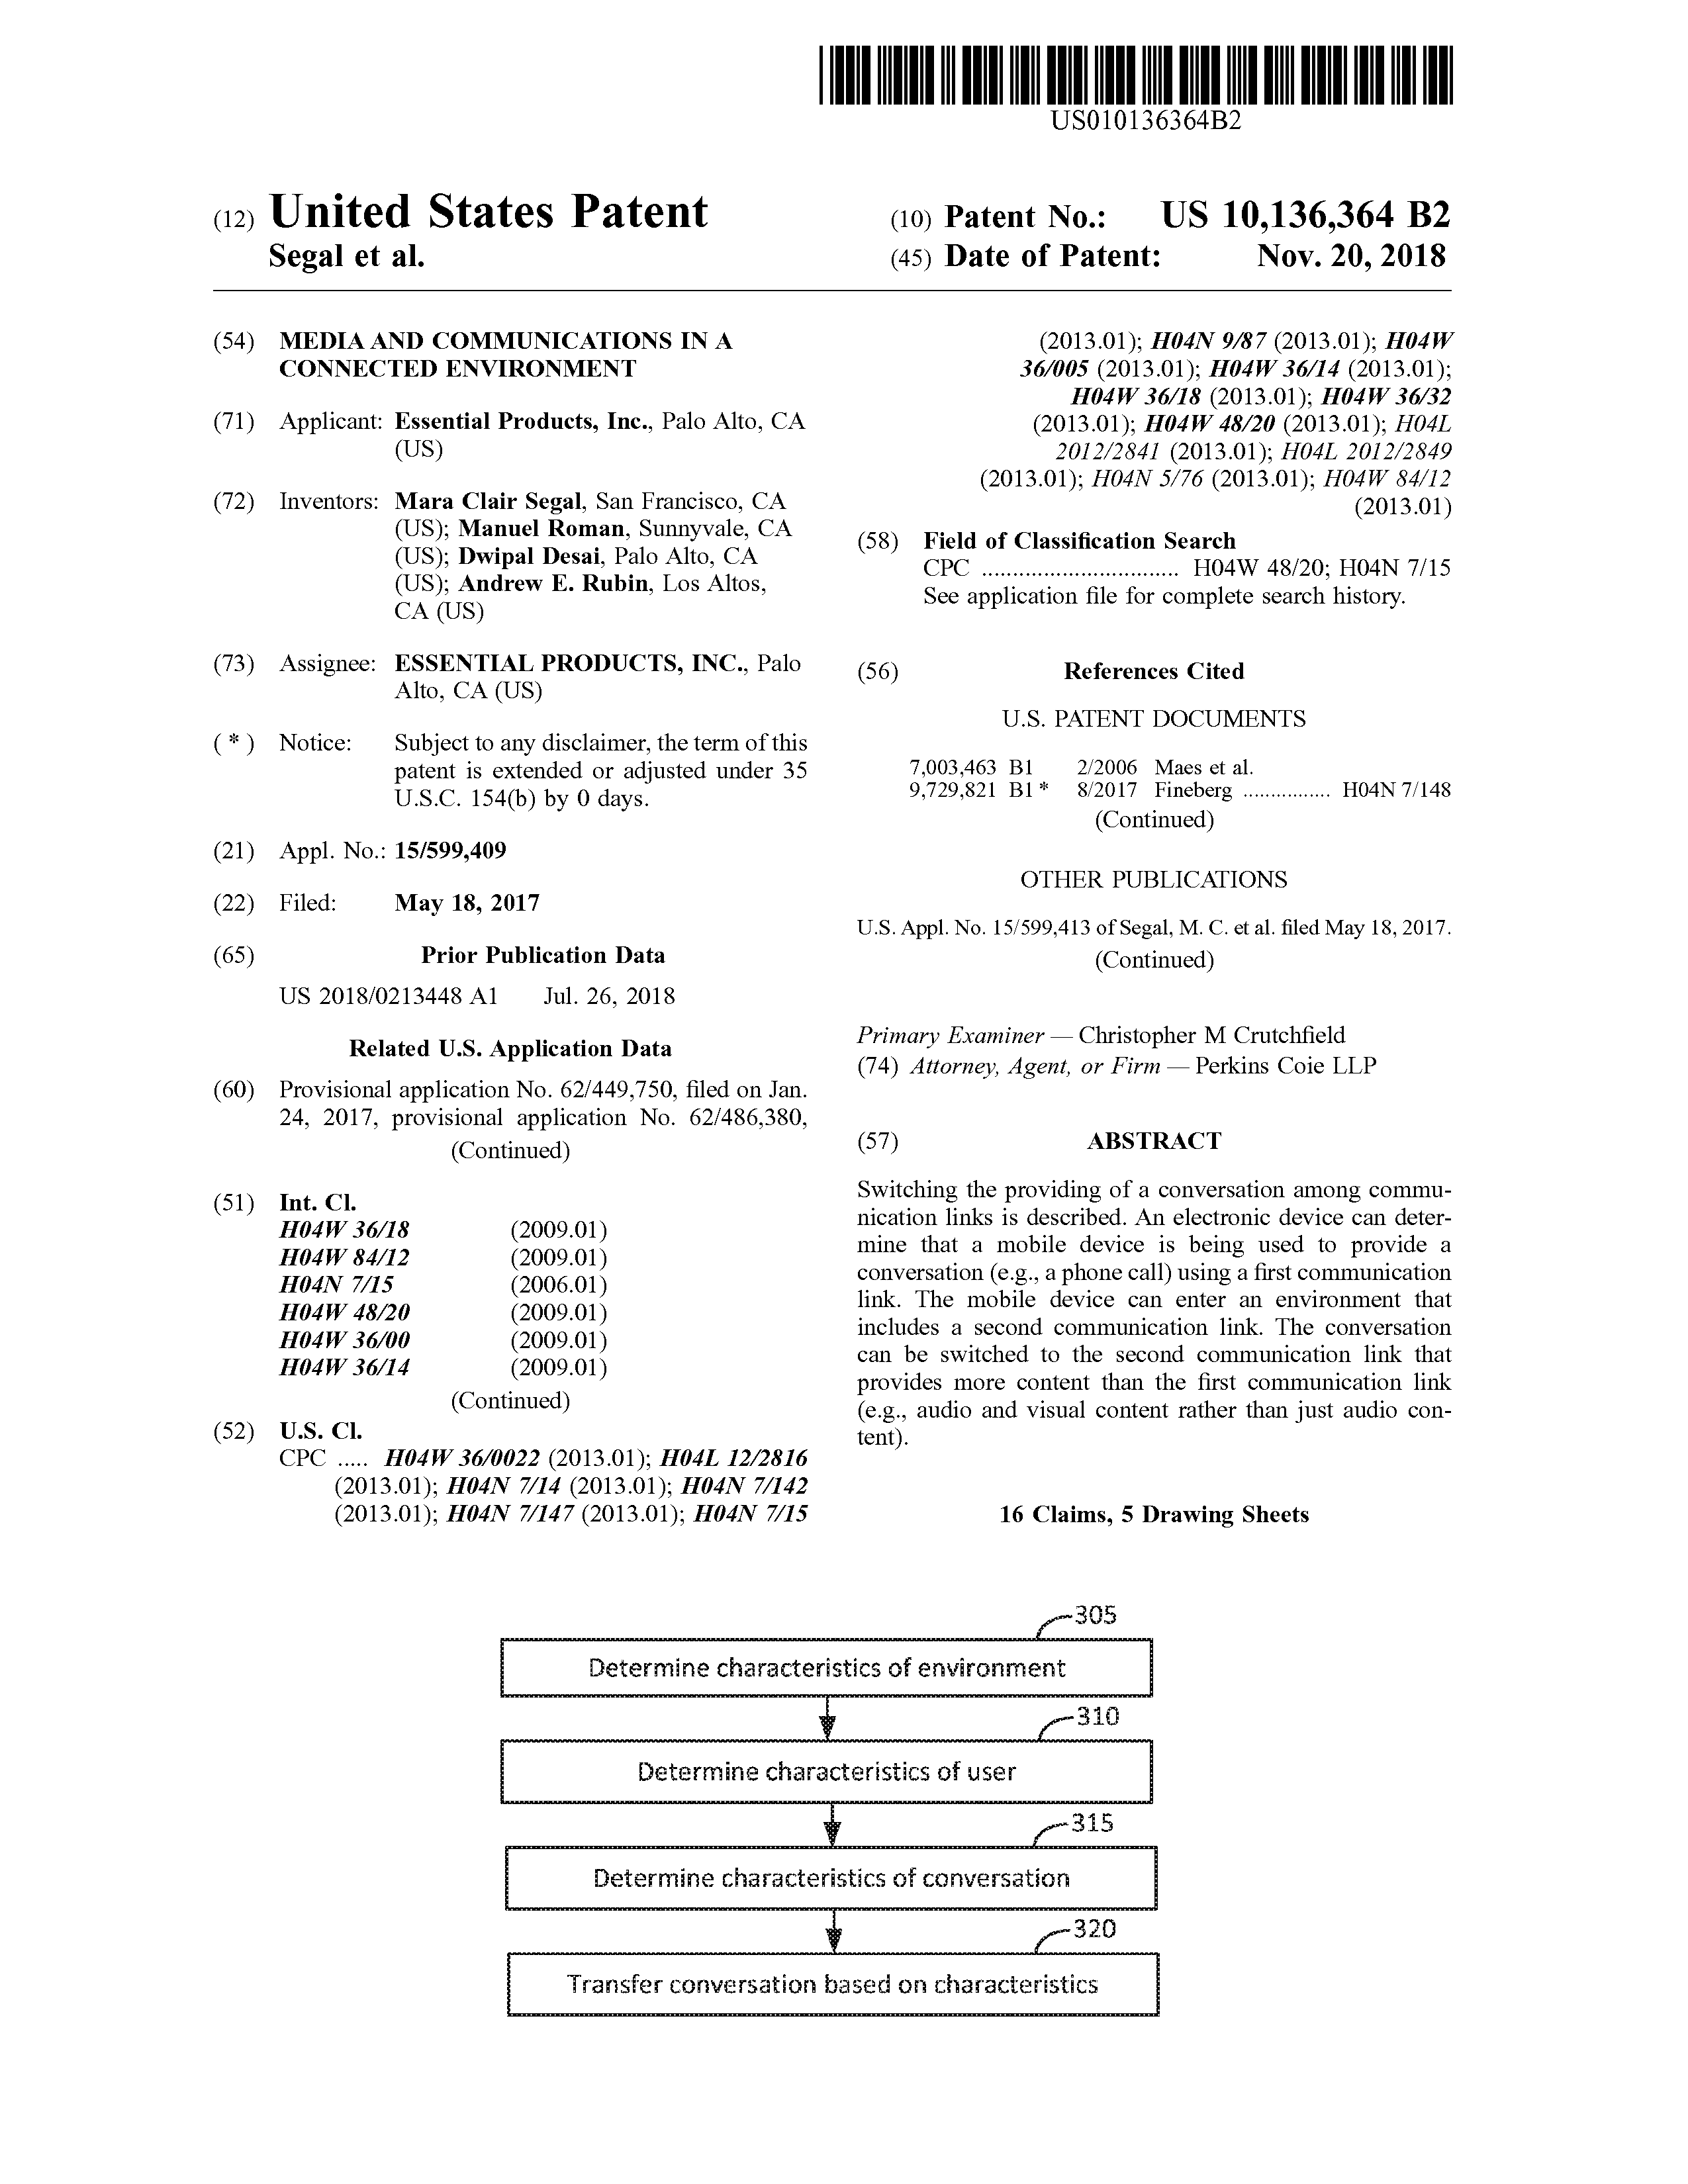 US010136364B2
(12) United States Patent
Segal et al.
(10) Patent No.: US 10,136,364 B2
(45) Date of Patent: Nov. 20, 2018
(54) MEDIA AND COMMUNICATIONS IN A
CONNECTED ENVIRONMENT
(71) Applicant: Essential Products, Inc., Palo Alto, CA
(US)
(72) Inventors: Mara Clair Segal, San Francisco, CA
(US); Manuel Roman, Sunnyvale, CA
(US); Dwipal Desai, Palo Alto, CA
(US); Andrew E. Rubin, Los Altos,
CA (US)
(73) Assignee: ESSENTIAL PRODUCTS, INC., Palo
Alto, CA (US)
( * ) Notice: Subject to any disclaimer, the term of this
patent is extended or adjusted under 35
U.S.C. 154(b) by 0 days.
(21) Appl. No.: 15/599,409
(22) Filed: May 18, 2017
(65) Prior Publication Data
US 2018/0213448 A1 Jul. 26, 2018
Related U.S. Application Data
(60) Provisional application No. 62/449,750, filed on Jan.
24, 2017, provisional application No. 62/486,380,
(Continued)
(51) Int. Cl.
H04W 36/18 (2009.01)
H04W 84/12 (2009.01)
H04N 7/15 (2006.01)
H04W 48/20 (2009.01)
H04W 36/00 (2009.01)
H04W 36/14 (2009.01)
(Continued)
(52) U.S. Cl.
CPC ..... H04W 36/0022 (2013.01); H04L 12/2816
(2013.01); H04N 7/14 (2013.01); H04N 7/142
(2013.01); H04N 7/147 (2013.01); H04N 7/15
(2013.01); H04N 9/87 (2013.01); H04W
36/005 (2013.01); H04W 36/14 (2013.01);
H04W 36/18 (2013.01); H04W 36/32
(2013.01); H04W 48/20 (2013.01); H04L
2012/2841 (2013.01); H04L 2012/2849
(2013.01); H04N 5/76 (2013.01); H04W 84/12
(2013.01)
(58) Field of Classification Search
CPC ................................ H04W 48/20; H04N 7/15
See application file for complete search history.
(56) References Cited
U.S. PATENT DOCUMENTS
7,003,463 B1 2/2006 Maes et al.
9,729,821 B1 * 8/2017 Fineberg ................ H04N 7/148
(Continued)
OTHER PUBLICATIONS
U.S. Appl. No. 15/599,413 of Segal, M. C. et al. filed May 18, 2017.
(Continued)
Primary Examiner — Christopher M Crutchfield
(74) Attorney, Agent, or Firm — Perkins Coie LLP
(57) ABSTRACT
Switching the providing of a conversation among commu-
nication links is described. An electronic device can deter-
mine that a mobile device is being used to provide a
conversation (e.g., a phone call) using a first communication
link. The mobile device can enter an environment that
includes a second communication link. The conversation
can be switched to the second communication link that
provides more content than the first communication link
(e.g., audio and visual content rather than just audio con-
tent).
16 Claims, 5 Drawing Sheets
305
Determine characteristics of environment
310
Determine characteristics of user
315
Determine characteristics of conversation
320
Transfer conversation based on characteristics